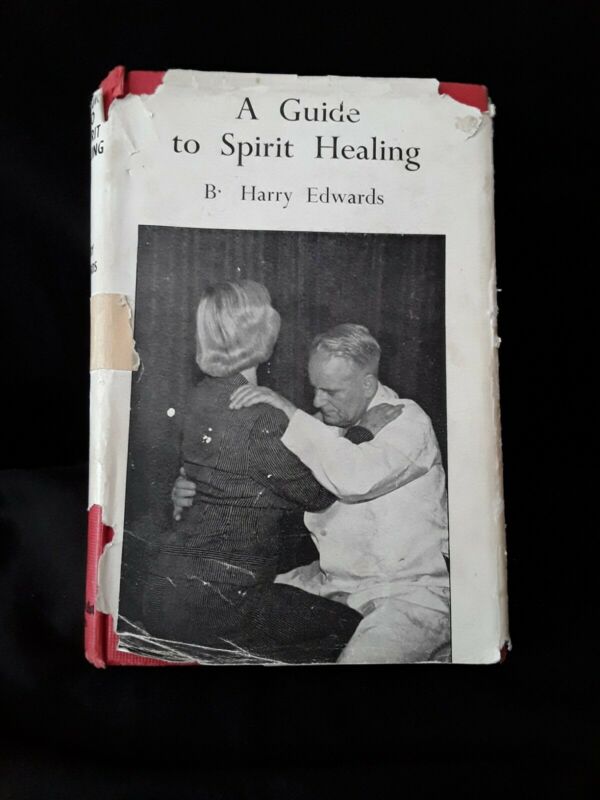 A Guide
to Spirit Healing
B· Harry Edwards